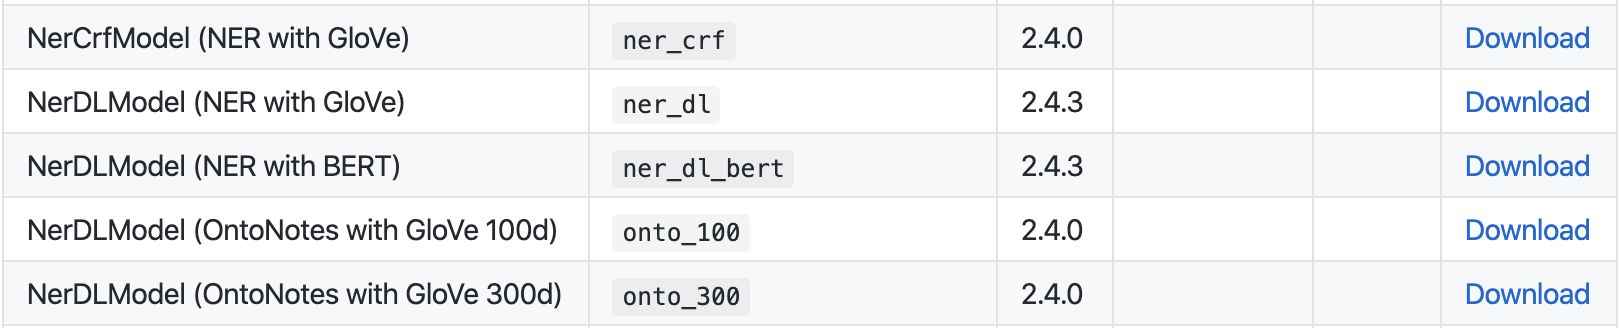 NerCrfModel (NER with GloVe) ner_crf 2.4.0 Download
NerDLModel (NER with GloVe) ner_dl 2.4.3 Download
NerDLModel (NER with BERT) ner_dl_bert 2.4.3 Download
NerDLModel (OntoNotes with GloVe 100d) onto_100 2.4.0 Download
NerDLModel (OntoNotes with GloVe 300d) onto_300 2.4.0 Download